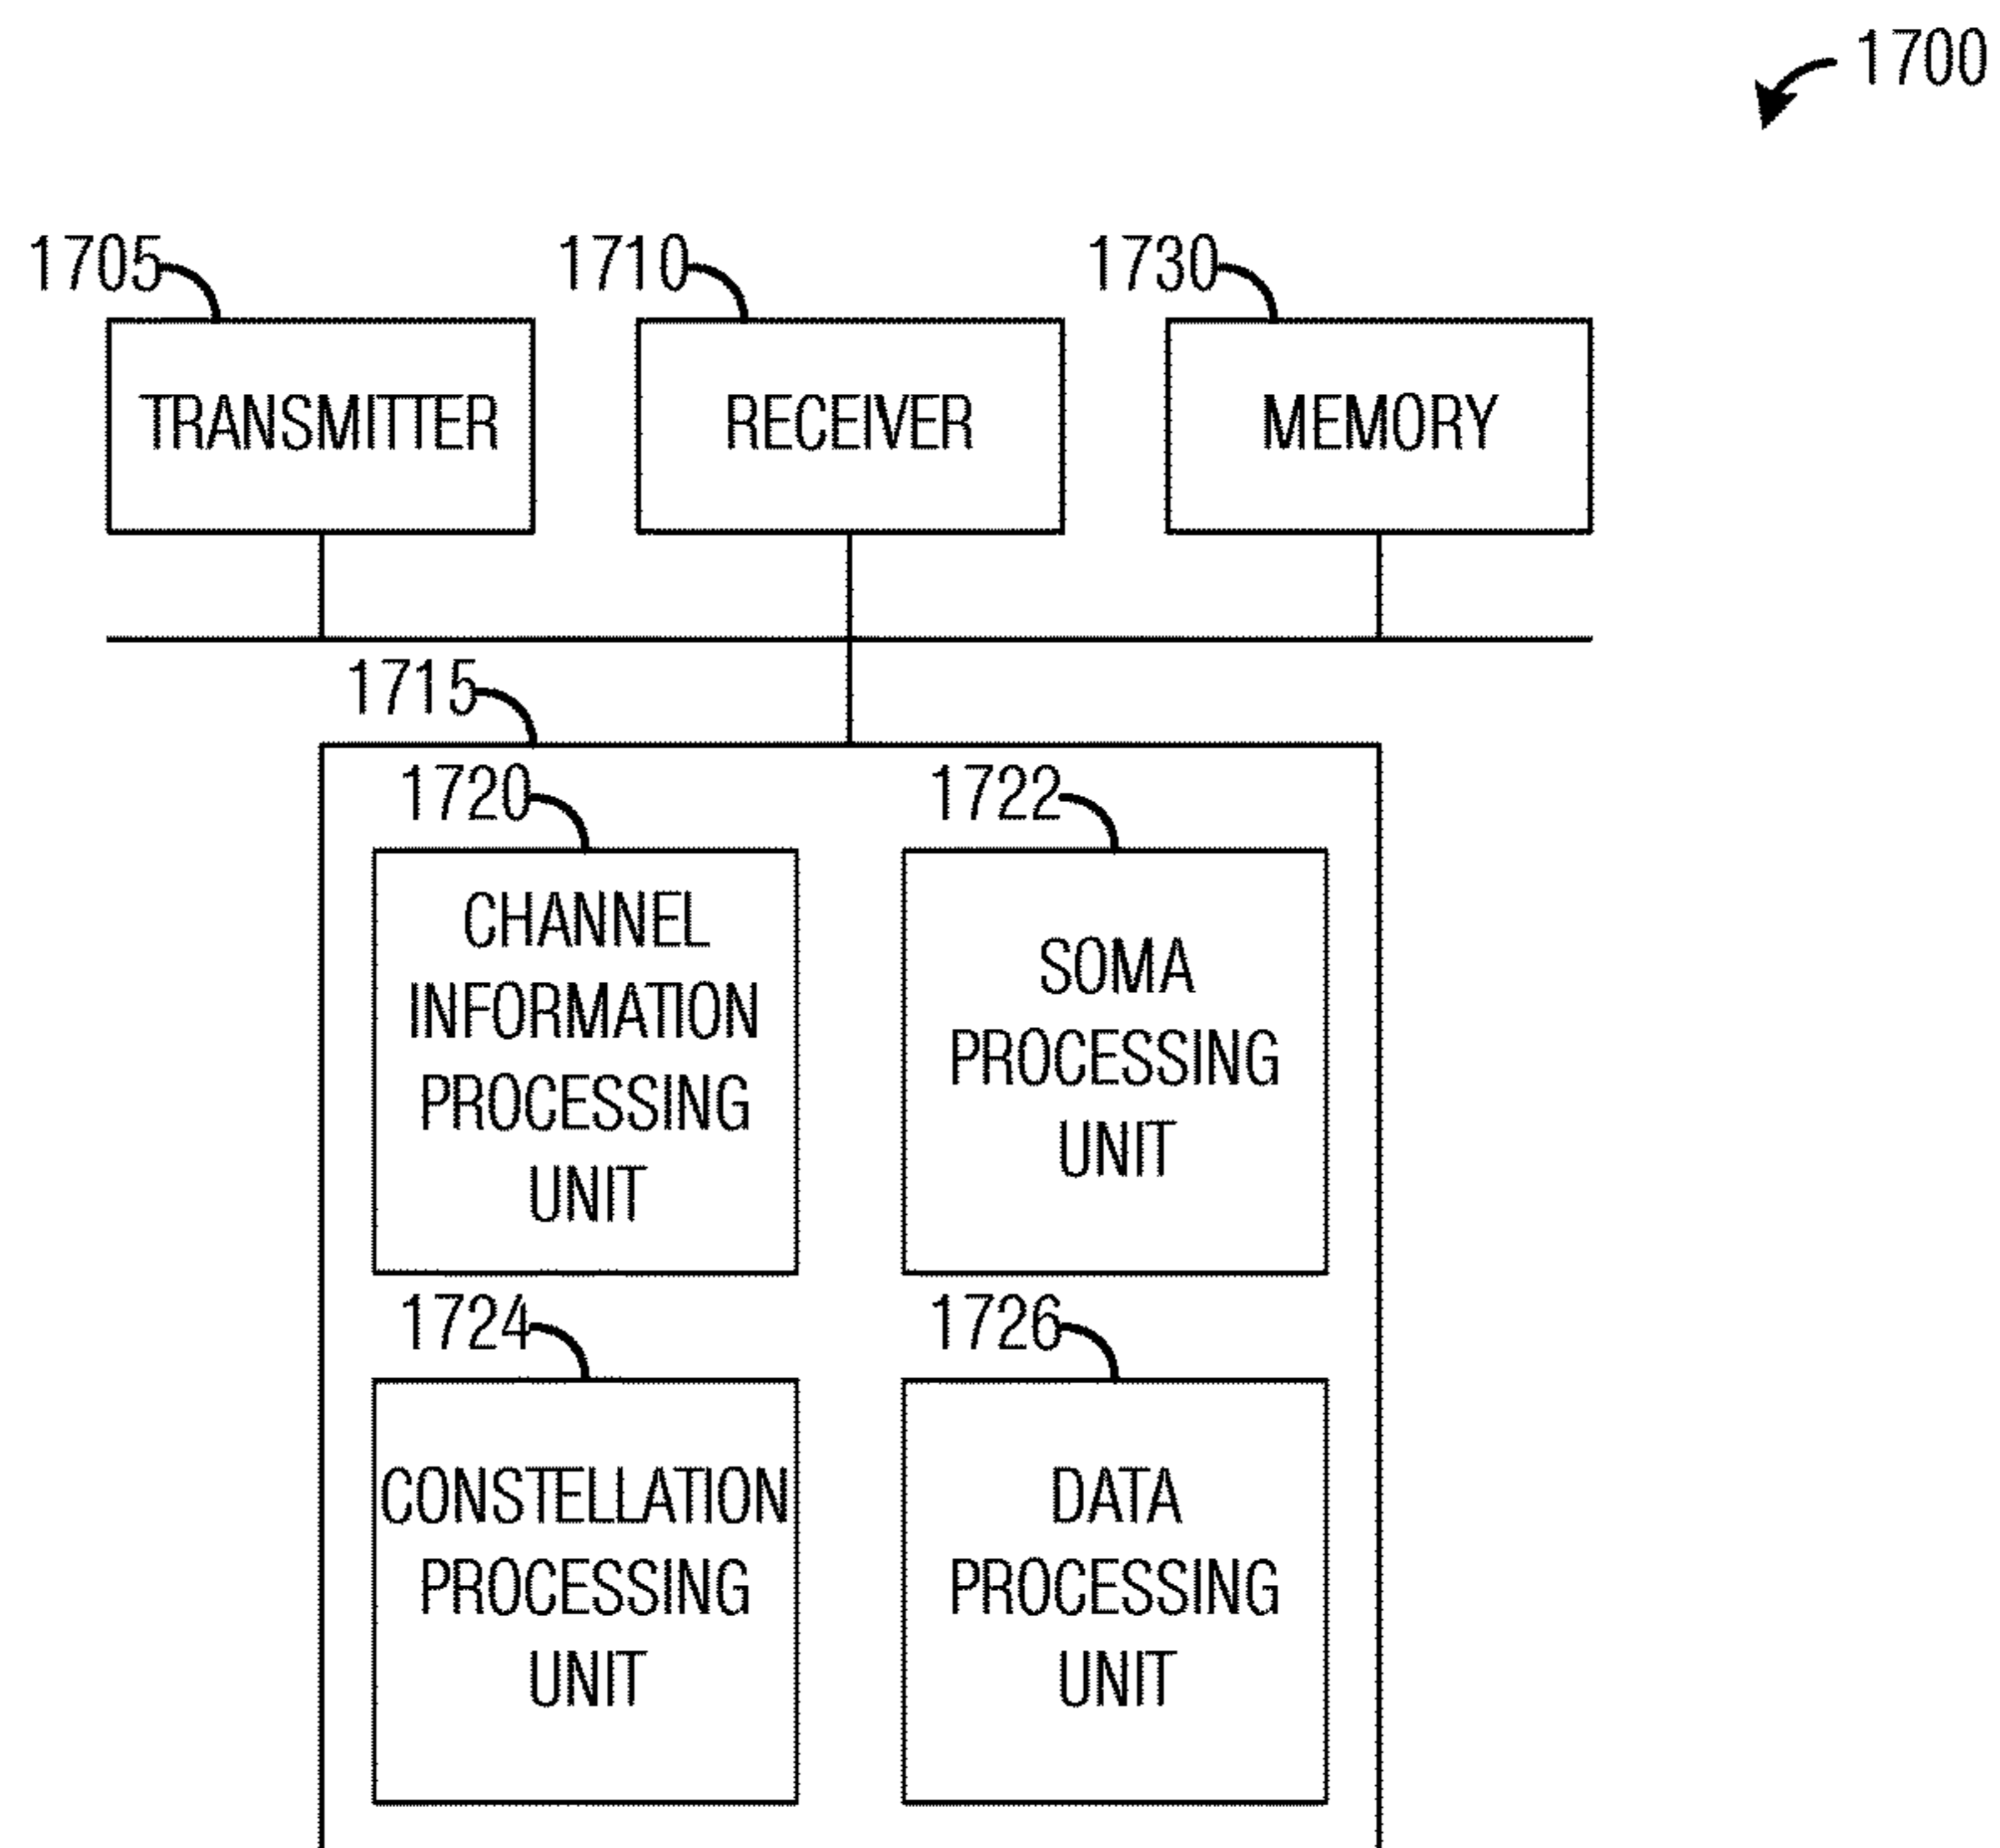 1700
1705
1710
1730
TRANSMITTER
RECEIVER
MEMORY
1715
1720
1722
CHANNEL
INFORMATION
PROCESSING
UNIT
SOMA
PROCESSING
UNIT
1724
1726
CONSTELLATION
PROCESSING
UNIT
DATA
PROCESSING
UNIT